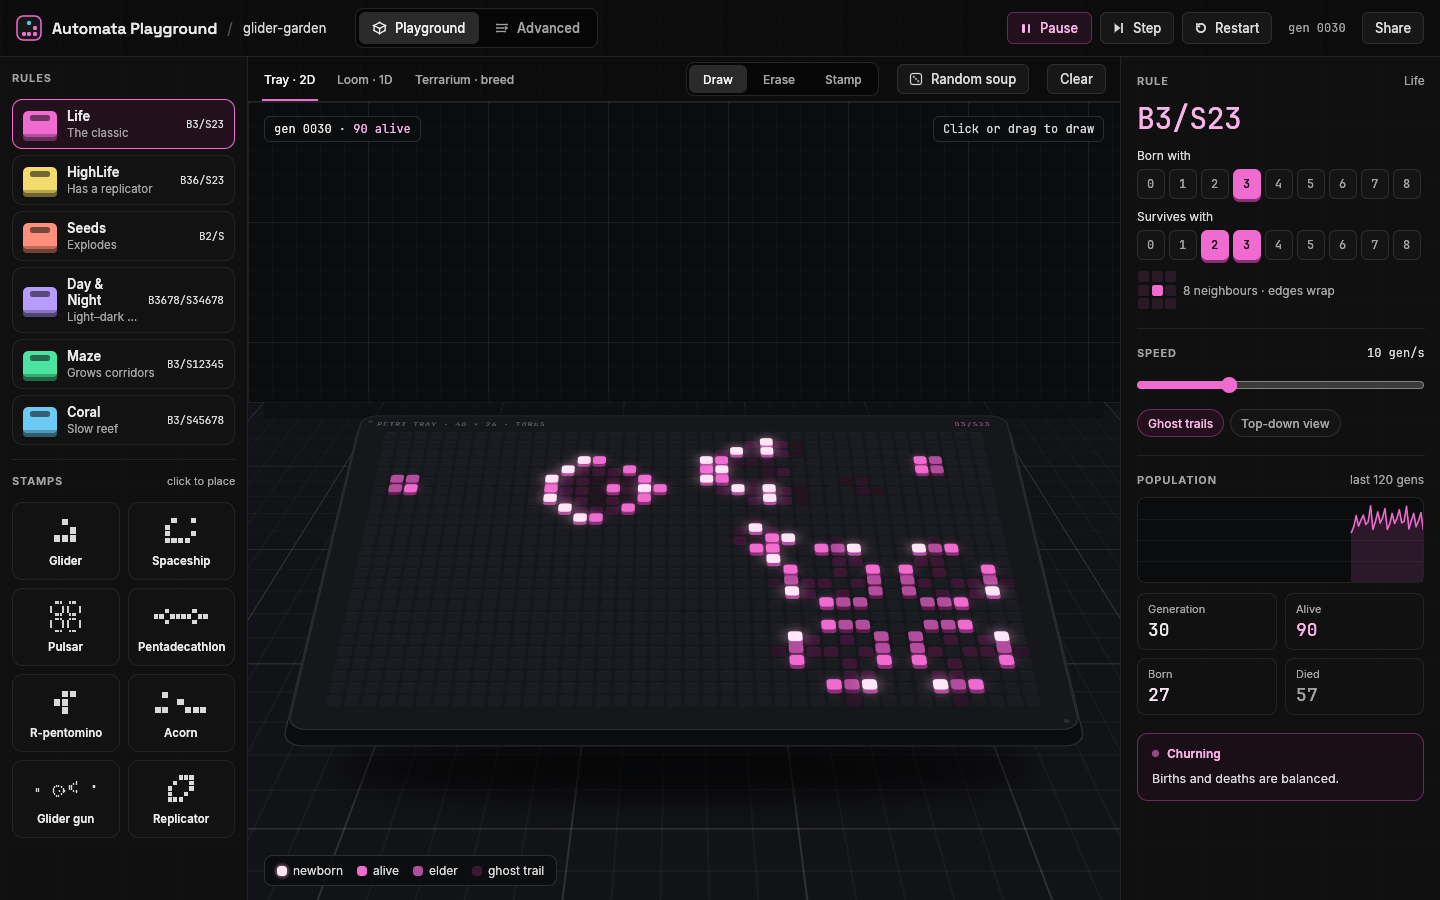 Automata Playground / glider-garden
Playground
Advanced
Pause
Step
Restart
gen 0030
Share
RULES
Life
The classic
B3/S23
HighLife
Has a replicator
B36/S23
Seeds
Explodes
B2/S
Day & Night
Light–dark ...
B3678/S34678
Maze
Grows corridors
B3/S12345
Coral
Slow reef
B3/S45678
STAMPS
click to place
Glider
Spaceship
Pulsar
Pentadecathlon
R-pentomino
Acorn
Glider gun
Replicator
Tray · 2D
Loom · 1D
Terrarium · breed
Draw
Erase
Stamp
Random soup
Clear
gen 0030 · 90 alive
Click or drag to draw
PETRI TRAY · 40 × 26 · TORUS
B3/S23
newborn
alive
elder
ghost trail
RULE
Life
B3/S23
Born with
0 1 2 3 4 5 6 7 8
Survives with
0 1 2 3 4 5 6 7 8
8 neighbours · edges wrap
SPEED
10 gen/s
Ghost trails
Top-down view
POPULATION
last 120 gens
Generation
30
Alive
90
Born
27
Died
57
Churning
Births and deaths are balanced.